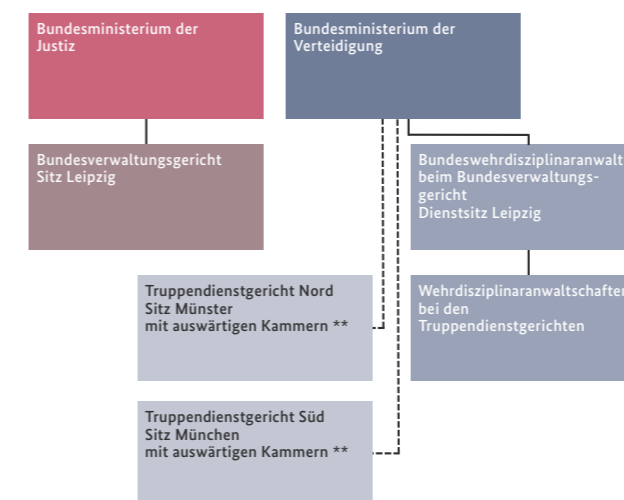 Bundesministerium der
Justiz
Bundesministerium der
Verteidigung
Bundesverwaltungsgericht
Sitz Leipzig
Bundeswehrdisziplinaranwalt
beim Bundesverwaltungs-
gericht
Dienstsitz Leipzig
Truppendienstgericht Nord
Sitz Münster
mit auswärtigen Kammern **
Wehrdisziplinaranwaltschaften
bei den
Truppendienstgerichten
Truppendienstgericht Süd
Sitz München
mit auswärtigen Kammern **